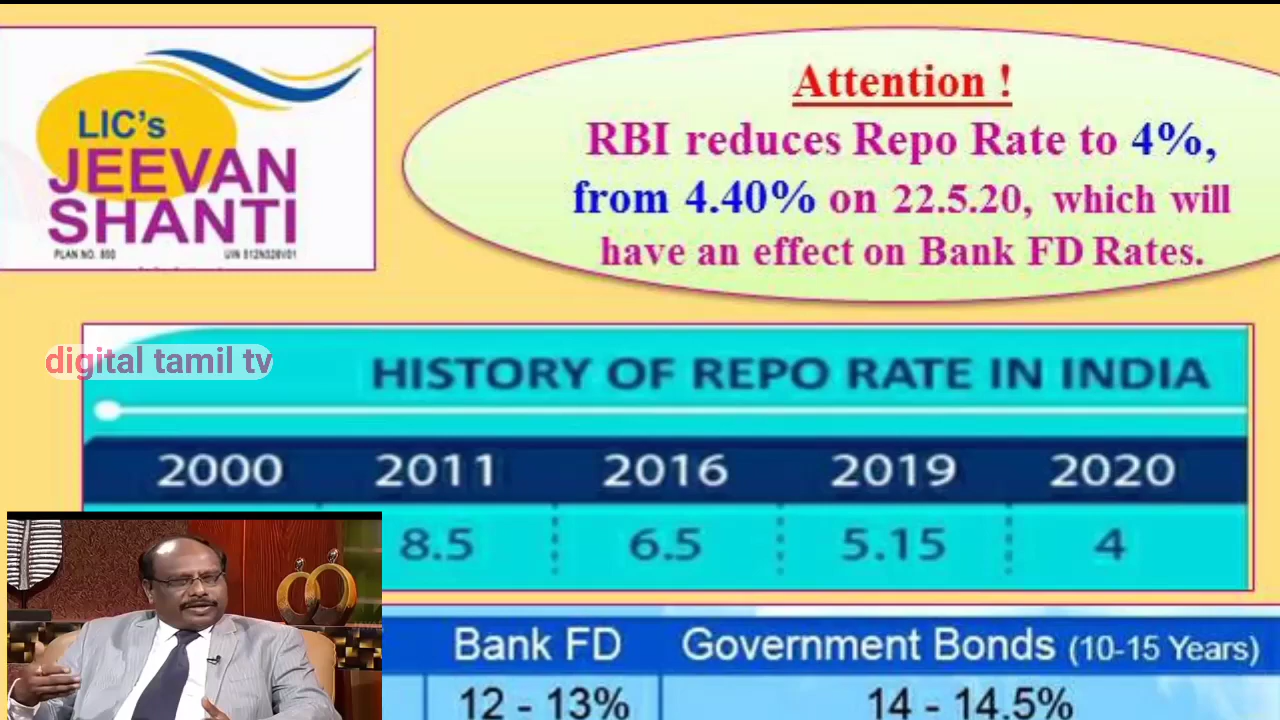 LIC's
JEEVAN
SHANTI
PLAN NO. 850
UIN 512N328V01
Attention !
RBI reduces Repo Rate to 4%,
from 4.40% on 22.5.20, which will
have an effect on Bank FD Rates.
digital tamil tv
HISTORY OF REPO RATE IN INDIA
2000 2011 2016 2019 2020
8.5 6.5 5.15 4
Bank FD Government Bonds (10-15 Years)
12 - 13% 14 - 14.5%